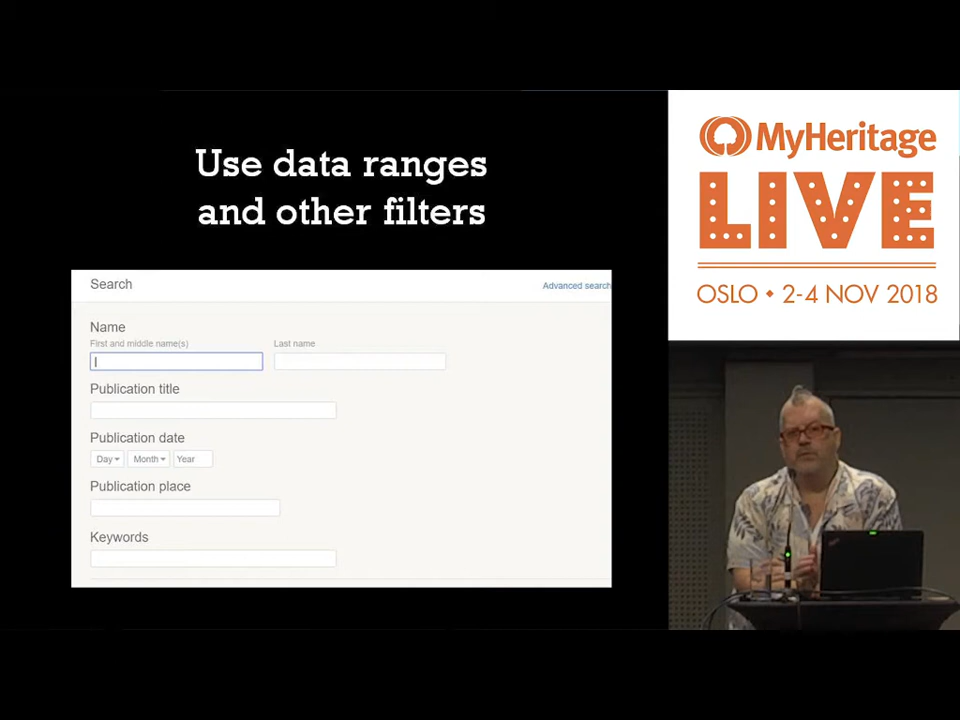 Use data ranges
and other filters
Search
Advanced search
Name
First and middle name(s)
Last name
Publication title
Publication date
Day
Month
Year
Publication place
Keywords
MyHeritage
LIVE
OSLO • 2-4 NOV 2018